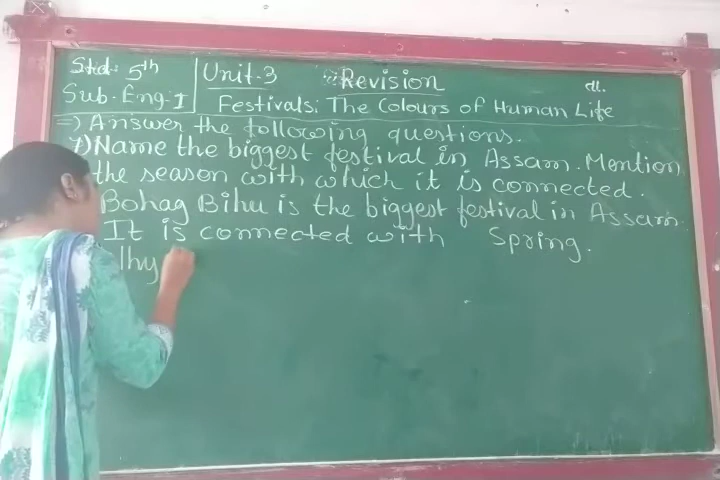 Std: 5th
Sub. Eng-I
Unit-3 Revision
dt.
Festivals: The Colours of Human Life
=) Answer the following questions.
7) Name the biggest festival in Assam. Mention
the season with which it is connected.
Bohag Bihu is the biggest festival in Assam.
It is connected with Spring.